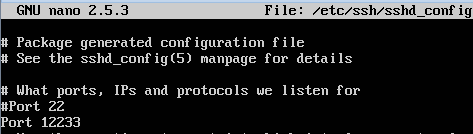 GNU nano 2.5.3 File: /etc/ssh/sshd_config
# Package generated configuration file
# See the sshd_config(5) manpage for details
# What ports, IPs and protocols we listen for
#Port 22
Port 12233